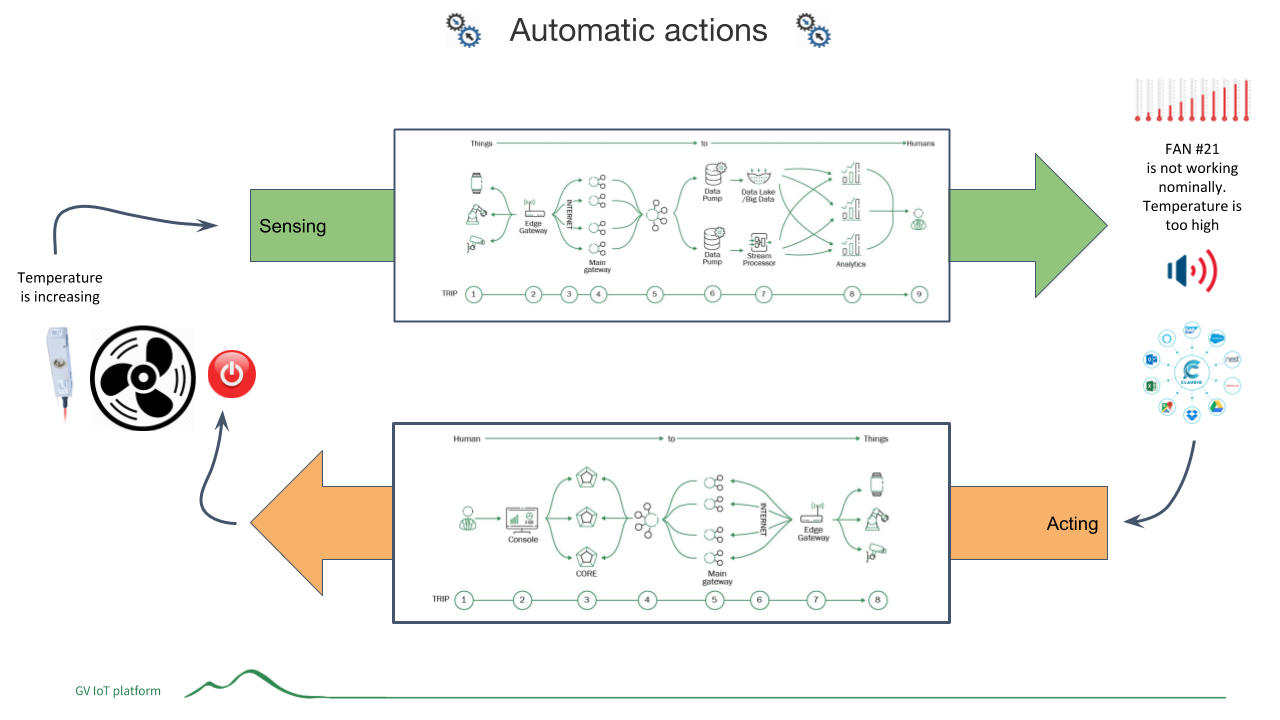 Automatic actions
FAN #21
is not working
nominally.
Temperature is
too high
Things
to
Humans
Sensing
Edge
Gateway
INTERNET
Main
gateway
Data
Pump
Data Lake
/Big Data
Data
Pump
Stream
Processor
Analytics
TRIP
1
2
3
4
5
6
7
8
9
Temperature
is increasing
CLAUDIO
nest
Human
to
Things
Console
CORE
Main
gateway
INTERNET
Edge
Gateway
TRIP
1
2
3
4
5
6
7
8
Acting
GV IoT platform